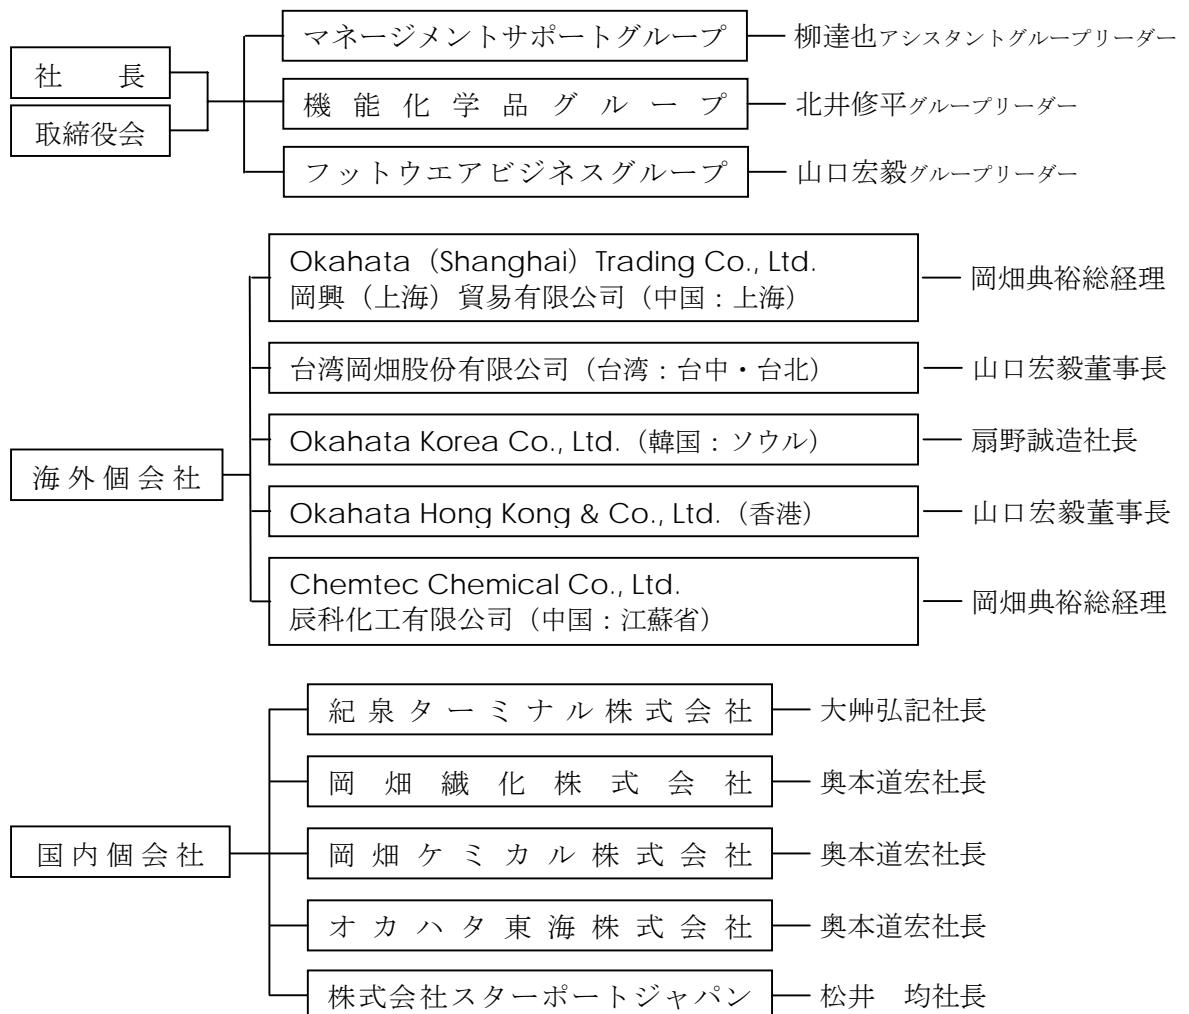 マネージメントサポートグループ 柳達也アシスタントグループリーダー
社 長
機能化学品グループ 北井修平グループリーダー
取締役会
フットウエアビジネスグループ 山口宏毅グループリーダー
Okahata（Shanghai）Trading Co., Ltd.
岡興（上海）貿易有限公司（中国：上海） 岡畑典裕総経理
台湾岡畑股份有限公司（台湾：台中・台北） 山口宏毅董事長
Okahata Korea Co., Ltd.（韓国：ソウル） 扇野誠造社長
海外個会社
Okahata Hong Kong & Co., Ltd.（香港） 山口宏毅董事長
Chemtec Chemical Co., Ltd.
辰科化工有限公司（中国：江蘇省） 岡畑典裕総経理
紀泉ターミナル株式会社 大艸弘記社長
岡畑繊化株式会社 奥本道宏社長
国内個会社
岡畑ケミカル株式会社 奥本道宏社長
オカハタ東海株式会社 奥本道宏社長
株式会社スターポートジャパン 松井 均社長